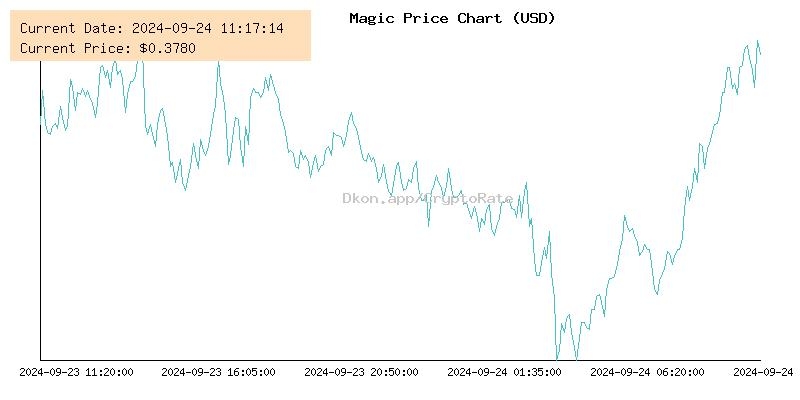 Magic Price Chart (USD)
Current Date: 2024-09-24 11:17:14
Current Price: $0.3780
Dkon.app/CryptoRate
2024-09-23 11:20:00 2024-09-23 16:05:00 2024-09-23 20:50:00 2024-09-24 01:35:00 2024-09-24 06:20:00 2024-09-24